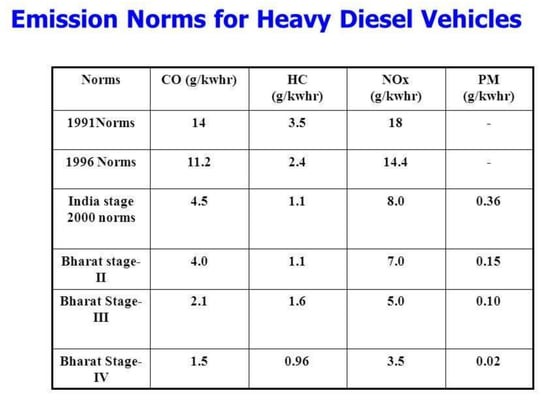 Emission Norms for Heavy Diesel Vehicles
Norms CO (g/kwhr) HC (g/kwhr) NOx (g/kwhr) PM (g/kwhr)
1991Norms 14 3.5 18 -
1996 Norms 11.2 2.4 14.4 -
India stage 2000 norms 4.5 1.1 8.0 0.36
Bharat stage-II 4.0 1.1 7.0 0.15
Bharat Stage-III 2.1 1.6 5.0 0.10
Bharat Stage-IV 1.5 0.96 3.5 0.02